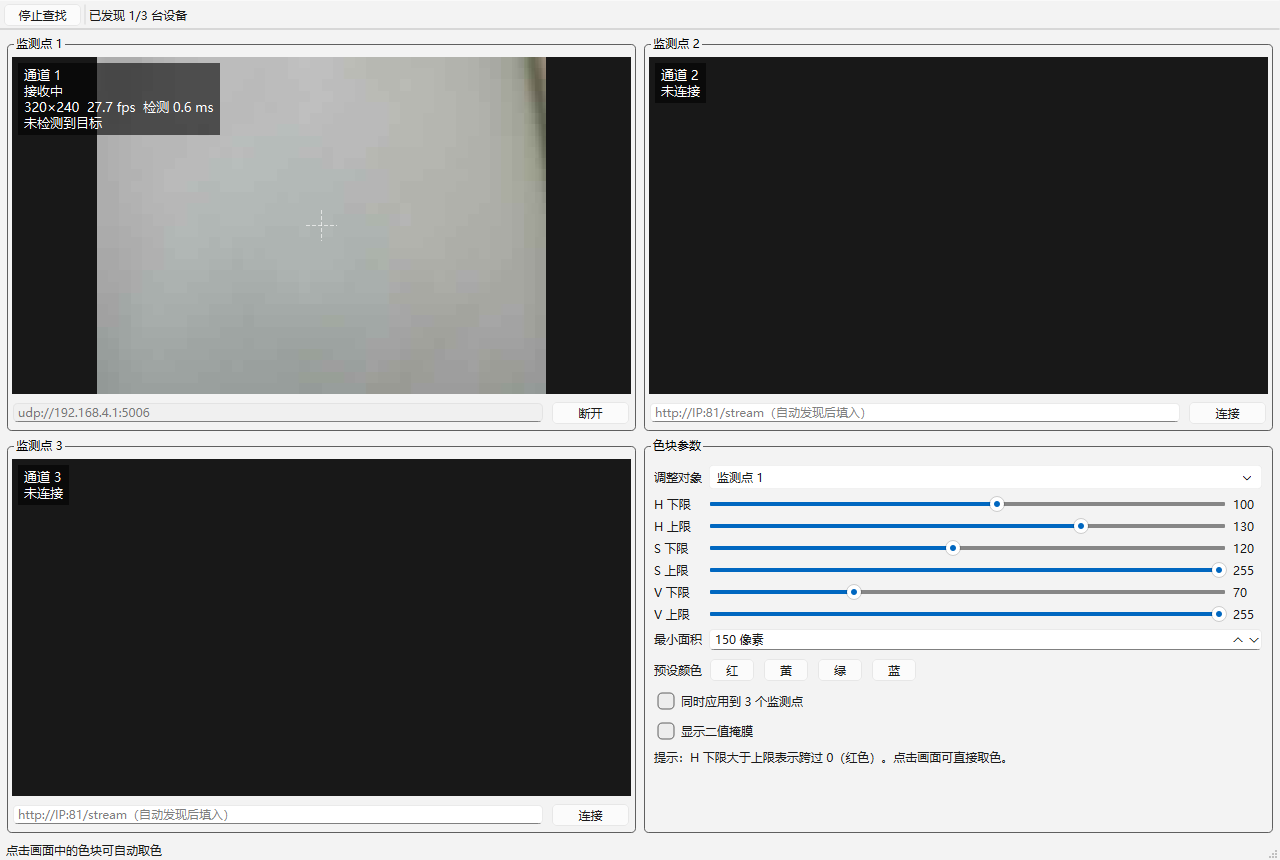 停止查找
已发现 1/3 台设备
监测点 1
通道 1
接收中
320×240 27.7 fps 检测 0.6 ms
未检测到目标
udp://192.168.4.1:5006
断开
监测点 2
通道 2
未连接
http://IP:81/stream（自动发现后填入）
连接
监测点 3
通道 3
未连接
http://IP:81/stream（自动发现后填入）
连接
色块参数
调整对象 监测点 1
H 下限 100
H 上限 130
S 下限 120
S 上限 255
V 下限 70
V 上限 255
最小面积 150 像素
预设颜色 红 黄 绿 蓝
同时应用到 3 个监测点
显示二值掩膜
提示：H 下限大于上限表示跨过 0（红色）。点击画面可直接取色。
点击画面中的色块可自动取色